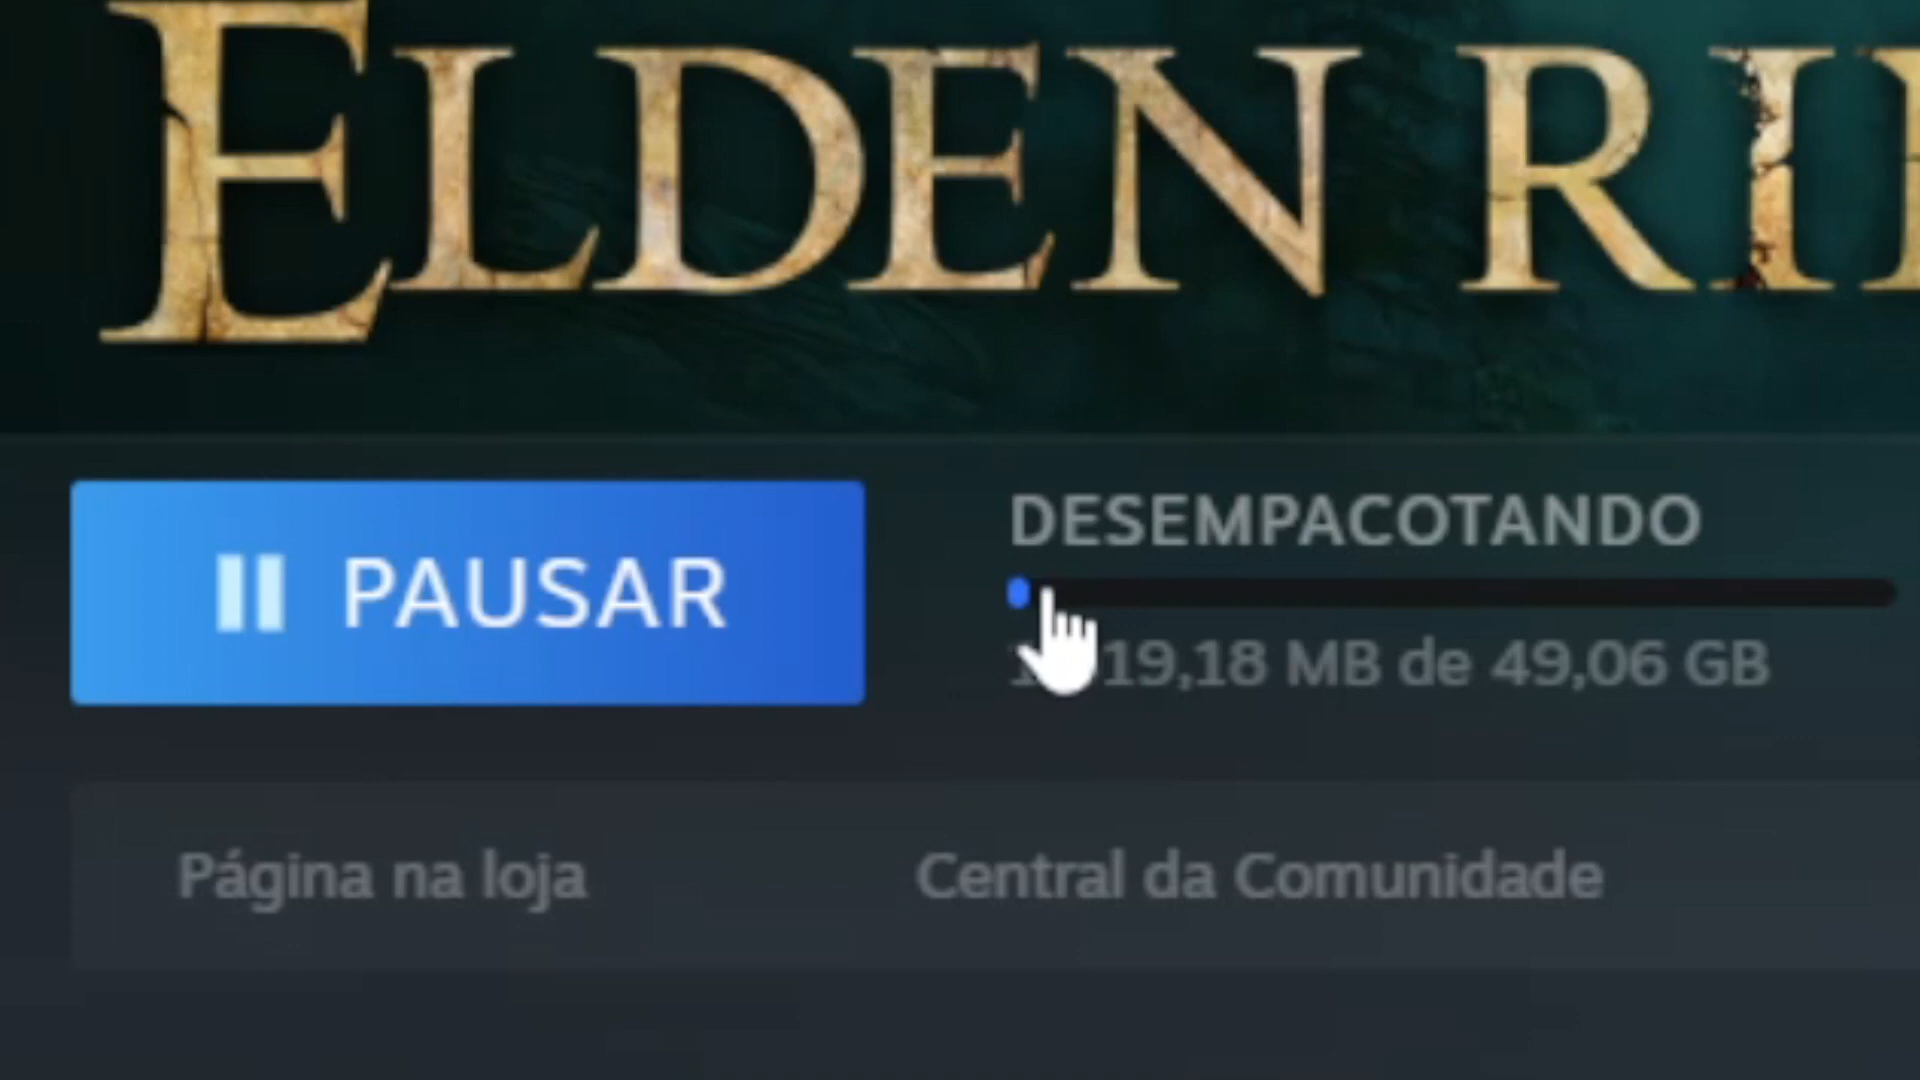 ELDEN RI
PAUSAR
DESEMPACOTANDO
19,18 MB de 49,06 GB
Página na loja
Central da Comunidade